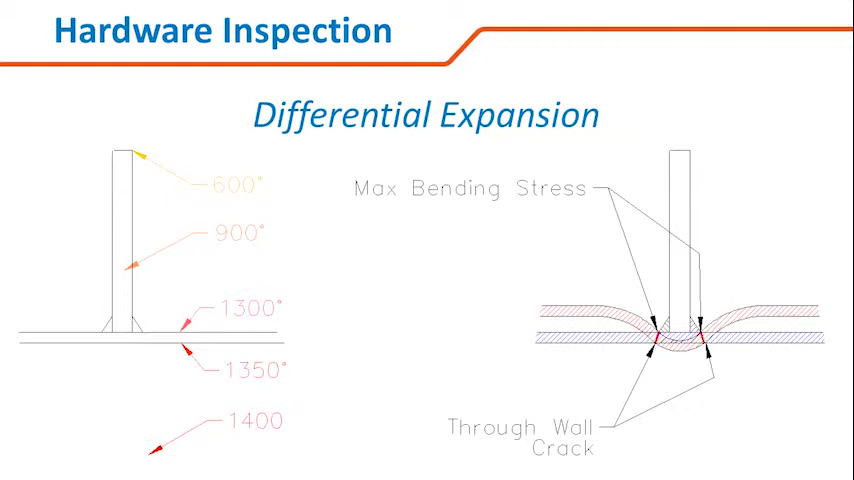 Hardware Inspection
Differential Expansion
600°
900°
1300°
1350°
1400
Max Bending Stress
Through Wall
Crack